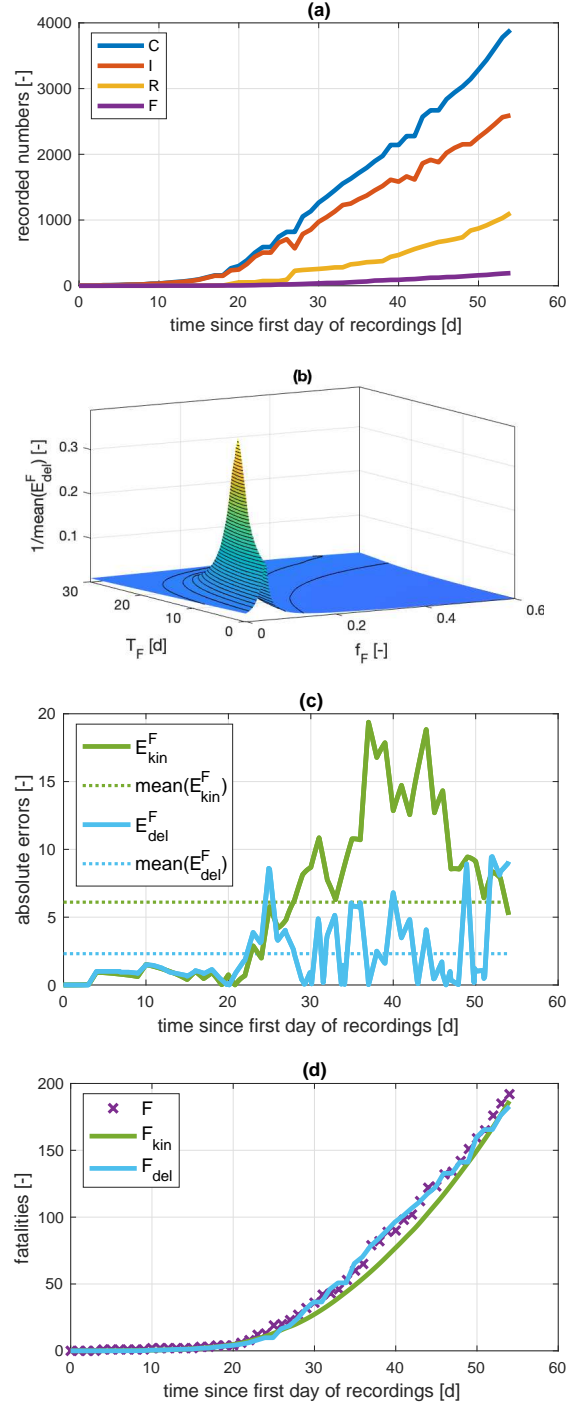 (a)
4000
3000
2000
1000
0
recorded numbers [-]
C
I
R
F
0 10 20 30 40 50 60
time since first day of recordings [d]
(b)
0.3
0.2
0.1
1/mean(E^F_del) [-]
30 20 10 0
T_F [d]
0 0.2 0.4 0.6
f_F [-]
(c)
20
15
10
5
0
absolute errors [-]
E^F_kin
mean(E^F_kin)
E^F_del
mean(E^F_del)
0 10 20 30 40 50 60
time since first day of recordings [d]
(d)
200
150
100
50
0
fatalities [-]
F
F_kin
F_del
0 10 20 30 40 50 60
time since first day of recordings [d]